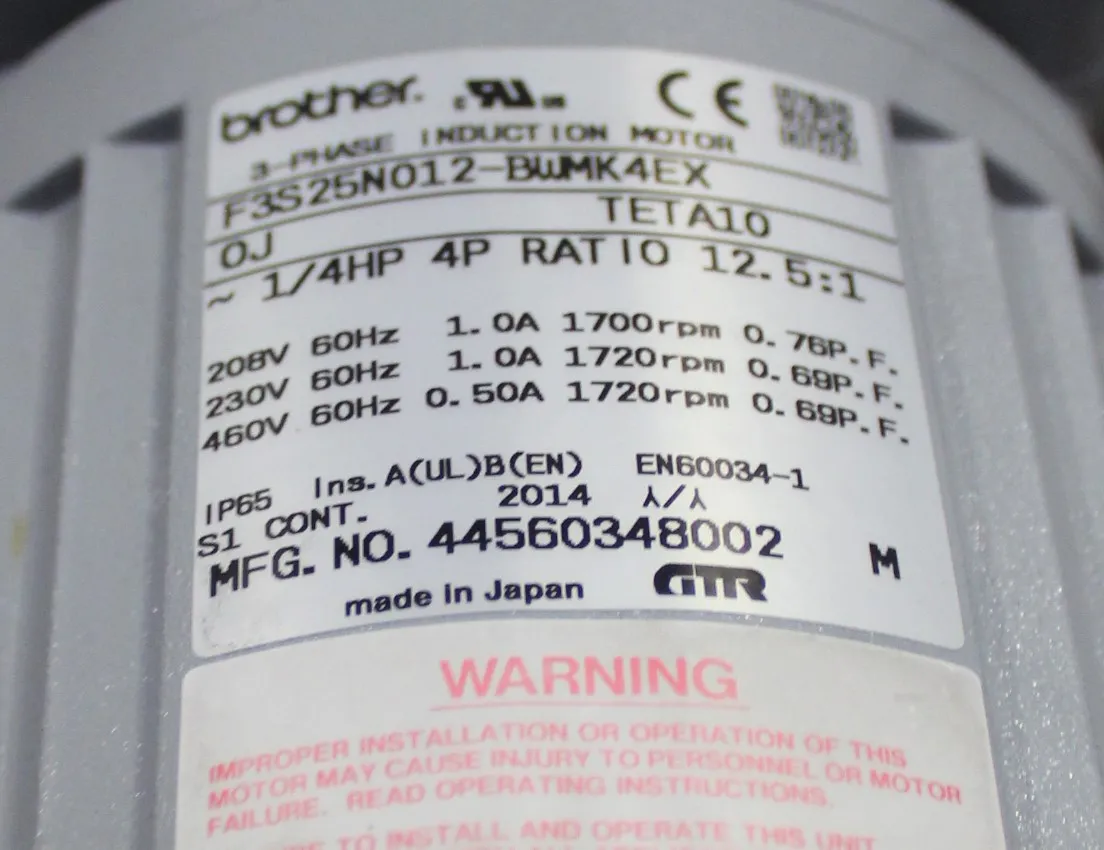 brother.
c RU us CE
3-PHASE INDUCTION MOTOR
F3S25N012-BWMK4EX
0J TETA10
~ 1/4HP 4P RATIO 12.5:1
208V 60Hz 1.0A 1700rpm 0.76P.F.
230V 60Hz 1.0A 1720rpm 0.69P.F.
460V 60Hz 0.50A 1720rpm 0.69P.F.
IP65 Ins.A(UL)B(EN) EN60034-1
S1 CONT. 2014 ⅄/⅄
MFG. NO. 44560348002 M
made in Japan GTR
WARNING
IMPROPER INSTALLATION OR OPERATION OF THIS
MOTOR MAY CAUSE INJURY TO PERSONNEL OR MOTOR
FAILURE. READ OPERATING INSTRUCTIONS.
TO INSTALL AND OPERATE THIS UNIT